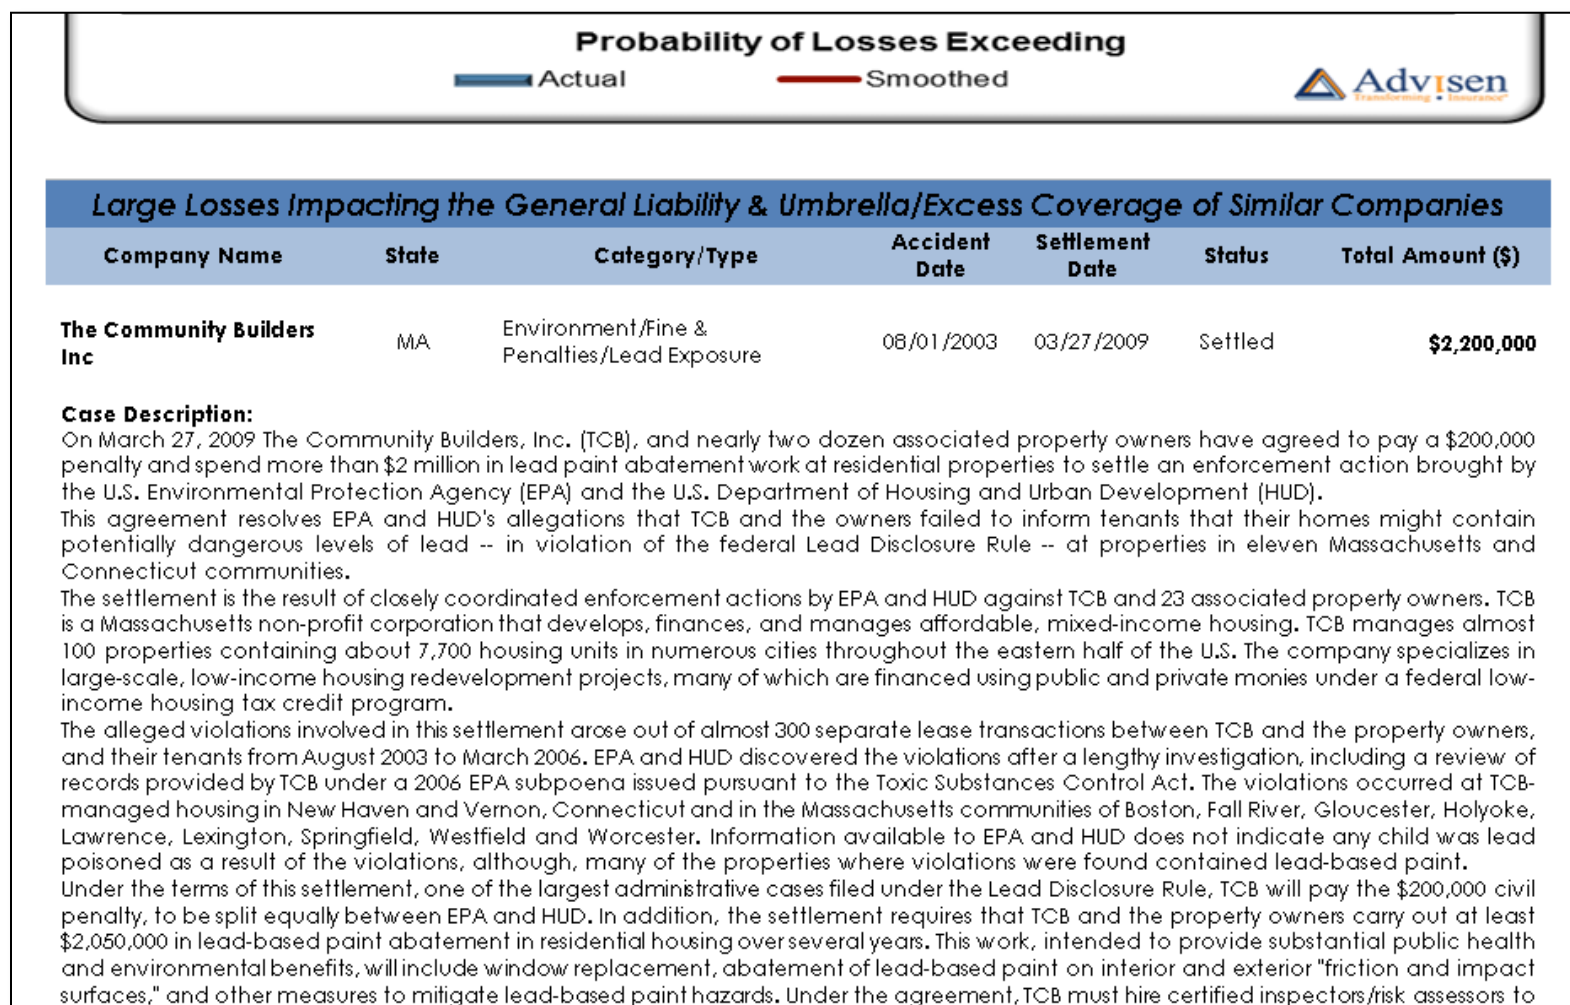 Probability of Losses Exceeding
Actual Smoothed
Advisen
Transforming Insurance
Large Losses Impacting the General Liability & Umbrella/Excess Coverage of Similar Companies
Company Name State Category/Type Accident Date Settlement Date Status Total Amount ($)
The Community Builders Inc MA Environment/Fine & Penalties/Lead Exposure 08/01/2003 03/27/2009 Settled $2,200,000
Case Description:
On March 27, 2009 The Community Builders, Inc. (TCB), and nearly two dozen associated property owners have agreed to pay a $200,000
penalty and spend more than $2 million in lead paint abatement work at residential properties to settle an enforcement action brought by
the U.S. Environmental Protection Agency (EPA) and the U.S. Department of Housing and Urban Development (HUD).
This agreement resolves EPA and HUD's allegations that TCB and the owners failed to inform tenants that their homes might contain
potentially dangerous levels of lead -- in violation of the federal Lead Disclosure Rule -- at properties in eleven Massachusetts and
Connecticut communities.
The settlement is the result of closely coordinated enforcement actions by EPA and HUD against TCB and 23 associated property owners. TCB
is a Massachusetts non-profit corporation that develops, finances, and manages affordable, mixed-income housing. TCB manages almost
100 properties containing about 7,700 housing units in numerous cities throughout the eastern half of the U.S. The company specializes in
large-scale, low-income housing redevelopment projects, many of which are financed using public and private monies under a federal low-
income housing tax credit program.
The alleged violations involved in this settlement arose out of almost 300 separate lease transactions between TCB and the property owners,
and their tenants from August 2003 to March 2006. EPA and HUD discovered the violations after a lengthy investigation, including a review of
records provided by TCB under a 2006 EPA subpoena issued pursuant to the Toxic Substances Control Act. The violations occurred at TCB-
managed housing in New Haven and Vernon, Connecticut and in the Massachusetts communities of Boston, Fall River, Gloucester, Holyoke,
Lawrence, Lexington, Springfield, Westfield and Worcester. Information available to EPA and HUD does not indicate any child was lead
poisoned as a result of the violations, although, many of the properties where violations were found contained lead-based paint.
Under the terms of this settlement, one of the largest administrative cases filed under the Lead Disclosure Rule, TCB will pay the $200,000 civil
penalty, to be split equally between EPA and HUD. In addition, the settlement requires that TCB and the property owners carry out at least
$2,050,000 in lead-based paint abatement in residential housing over several years. This work, intended to provide substantial public health
and environmental benefits, will include window replacement, abatement of lead-based paint on interior and exterior "friction and impact
surfaces," and other measures to mitigate lead-based paint hazards. Under the agreement, TCB must hire certified inspectors/risk assessors to